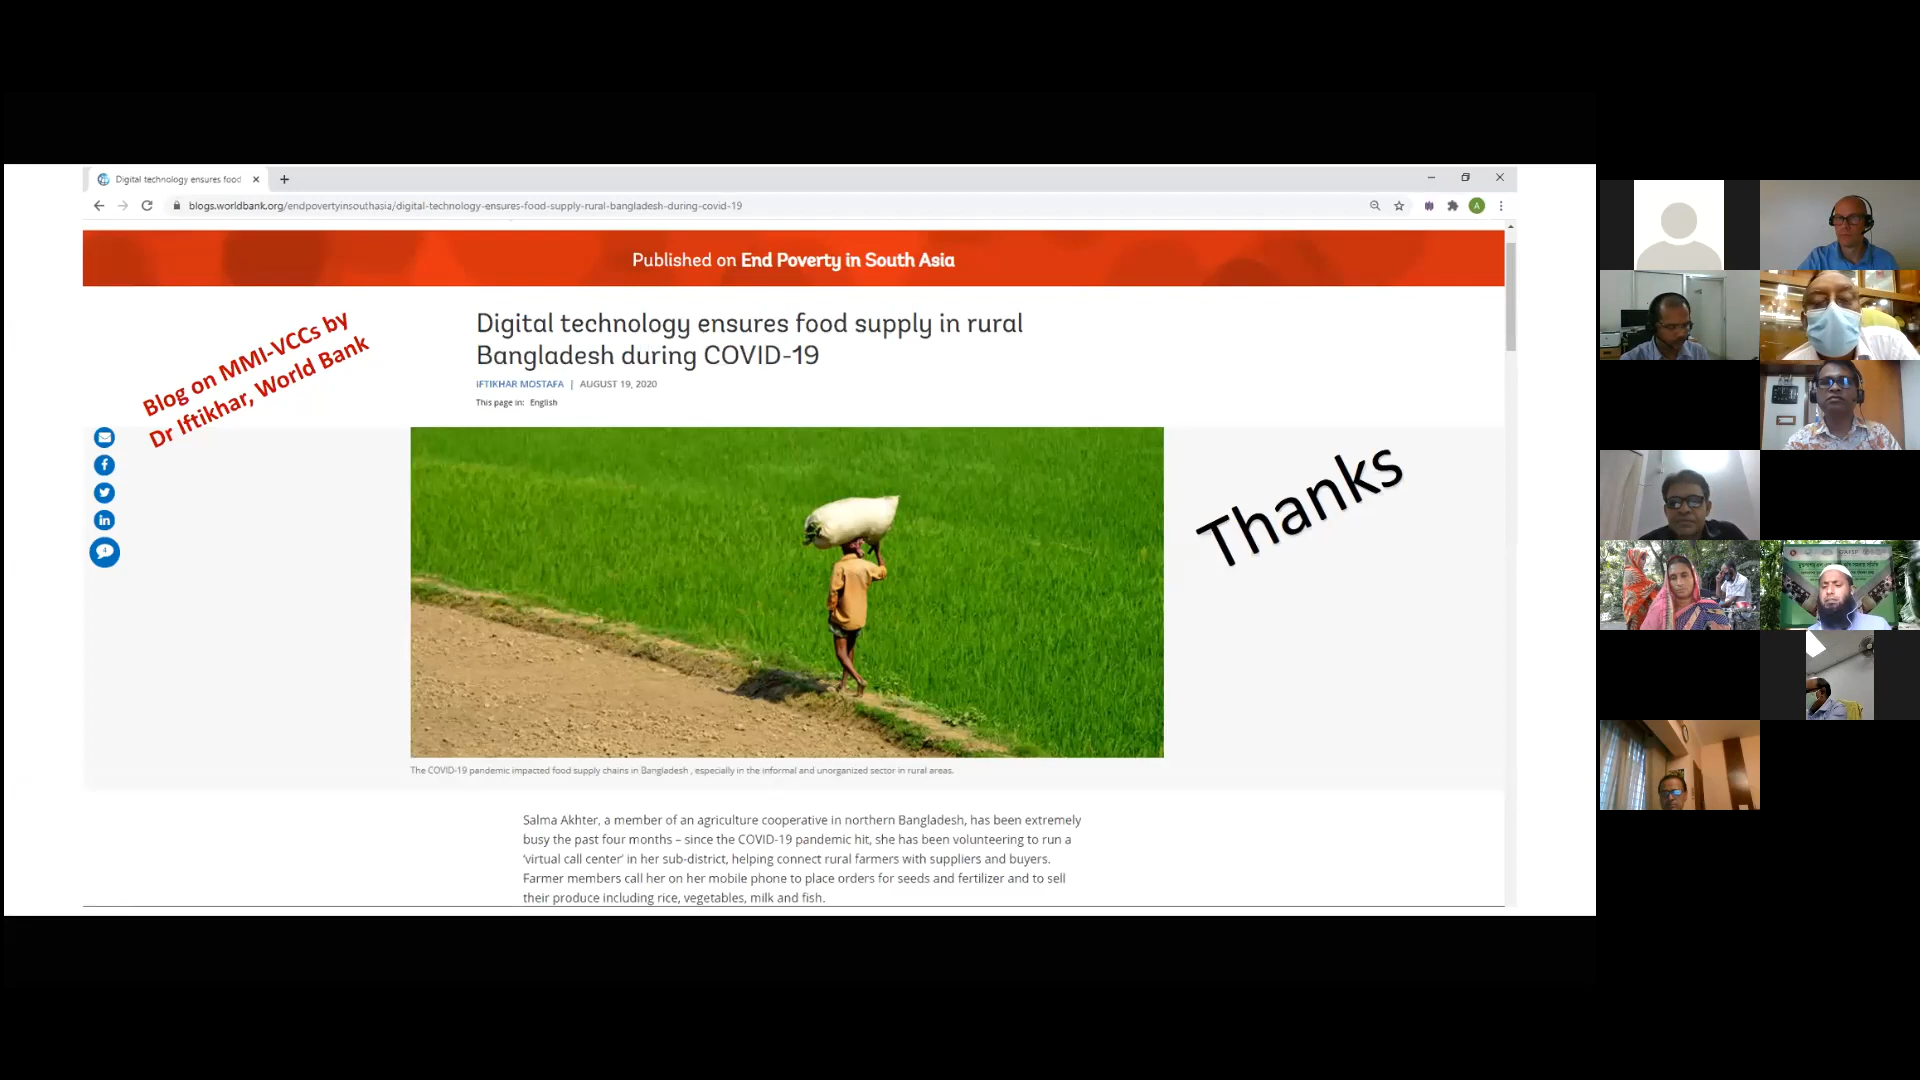 Digital technology ensures food
blogs.worldbank.org/endpovertyinsouthasia/digital-technology-ensures-food-supply-rural-bangladesh-during-covid-19
A
Published on End Poverty in South Asia
Blog on MMI-VCCs by
Dr Iftikhar, World Bank
Digital technology ensures food supply in rural
Bangladesh during COVID-19
IFTIKHAR MOSTAFA | AUGUST 19, 2020
This page in: English
4
Thanks
The COVID-19 pandemic impacted food supply chains in Bangladesh , especially in the informal and unorganized sector in rural areas.
Salma Akhter, a member of an agriculture cooperative in northern Bangladesh, has been extremely
busy the past four months – since the COVID-19 pandemic hit, she has been volunteering to run a
‘virtual call center’ in her sub-district, helping connect rural farmers with suppliers and buyers.
Farmer members call her on her mobile phone to place orders for seeds and fertilizer and to sell
their produce including rice, vegetables, milk and fish.
GAFSP